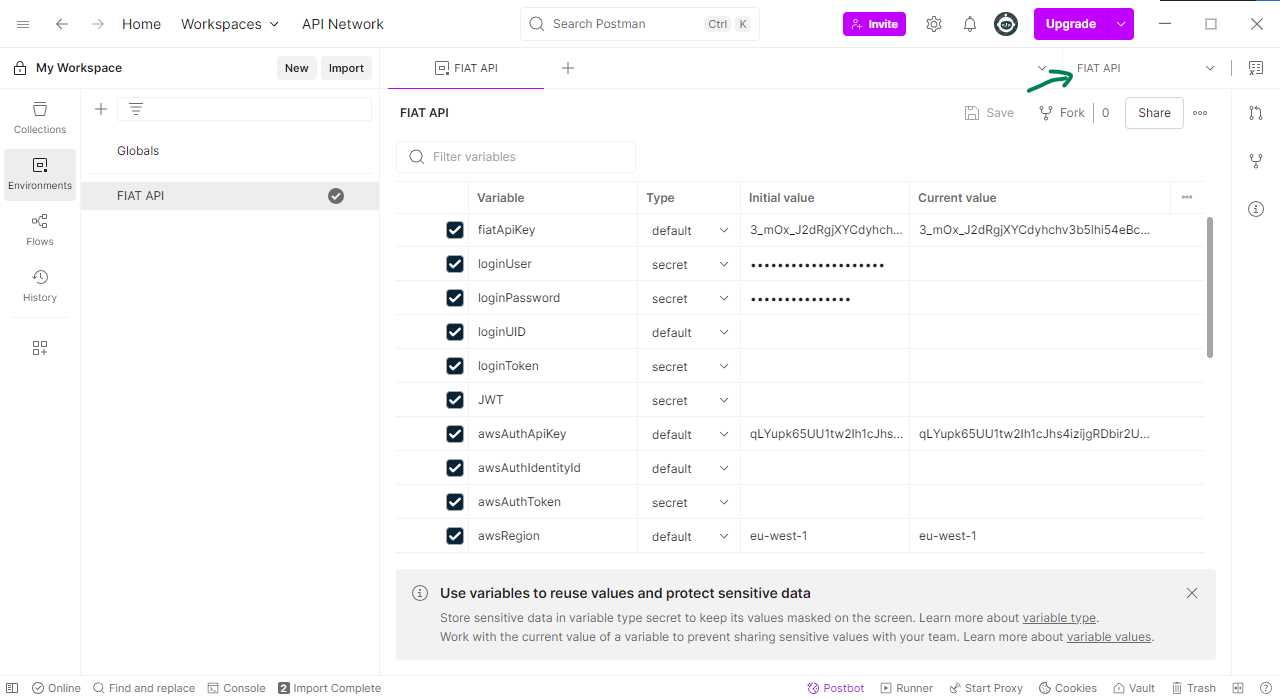 Home Workspaces API Network Search Postman Ctrl K Invite Upgrade
My Workspace New Import FIAT API FIAT API
Collections
Environments
Flows
History
Globals
FIAT API
FIAT API Save Fork 0 Share
Filter variables
Variable Type Initial value Current value
fiatApiKey default 3_mOx_J2dRgjXYCdyhch... 3_mOx_J2dRgjXYCdyhchv3b5lhi54eBc...
loginUser secret ••••••••••••••••••••
loginPassword secret •••••••••••••••
loginUID default
loginToken secret
JWT secret
awsAuthApiKey default qLYupk65UU1tw2Ih1cJhs... qLYupk65UU1tw2Ih1cJhs4izijgRDbir2U...
awsAuthIdentityId default
awsAuthToken secret
awsRegion default eu-west-1 eu-west-1
Use variables to reuse values and protect sensitive data
Store sensitive data in variable type secret to keep its values masked on the screen. Learn more about variable type.
Work with the current value of a variable to prevent sharing sensitive values with your team. Learn more about variable values.
Online Find and replace Console 2 Import Complete Postbot Runner Start Proxy Cookies Vault Trash